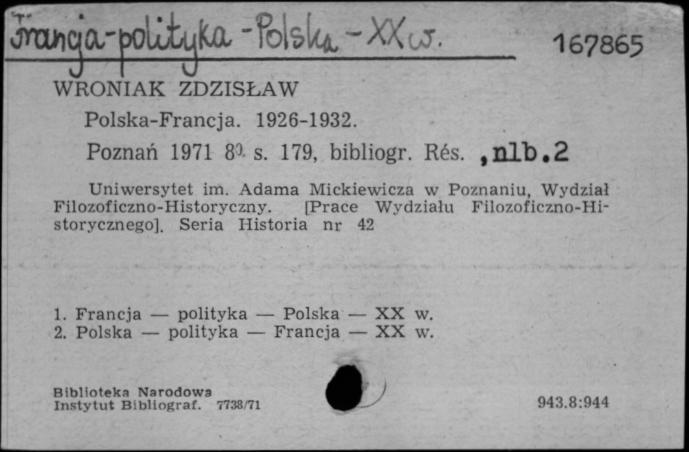 Francja-polityka-Polska-XX w.
167865
WRONIAK ZDZISŁAW
Polska-Francja. 1926-1932.
Poznań 1971 8⁰. s. 179, bibliogr. Rés. ,nlb.2
Uniwersytet im. Adama Mickiewicza w Poznaniu, Wydział
Filozoficzno-Historyczny. [Prace Wydziału Filozoficzno-Hi-
storycznego]. Seria Historia nr 42
1. Francja — polityka — Polska — XX w.
2. Polska — polityka — Francja — XX w.
Biblioteka Narodowa
Instytut Bibliograf. 7738/71
943.8:944